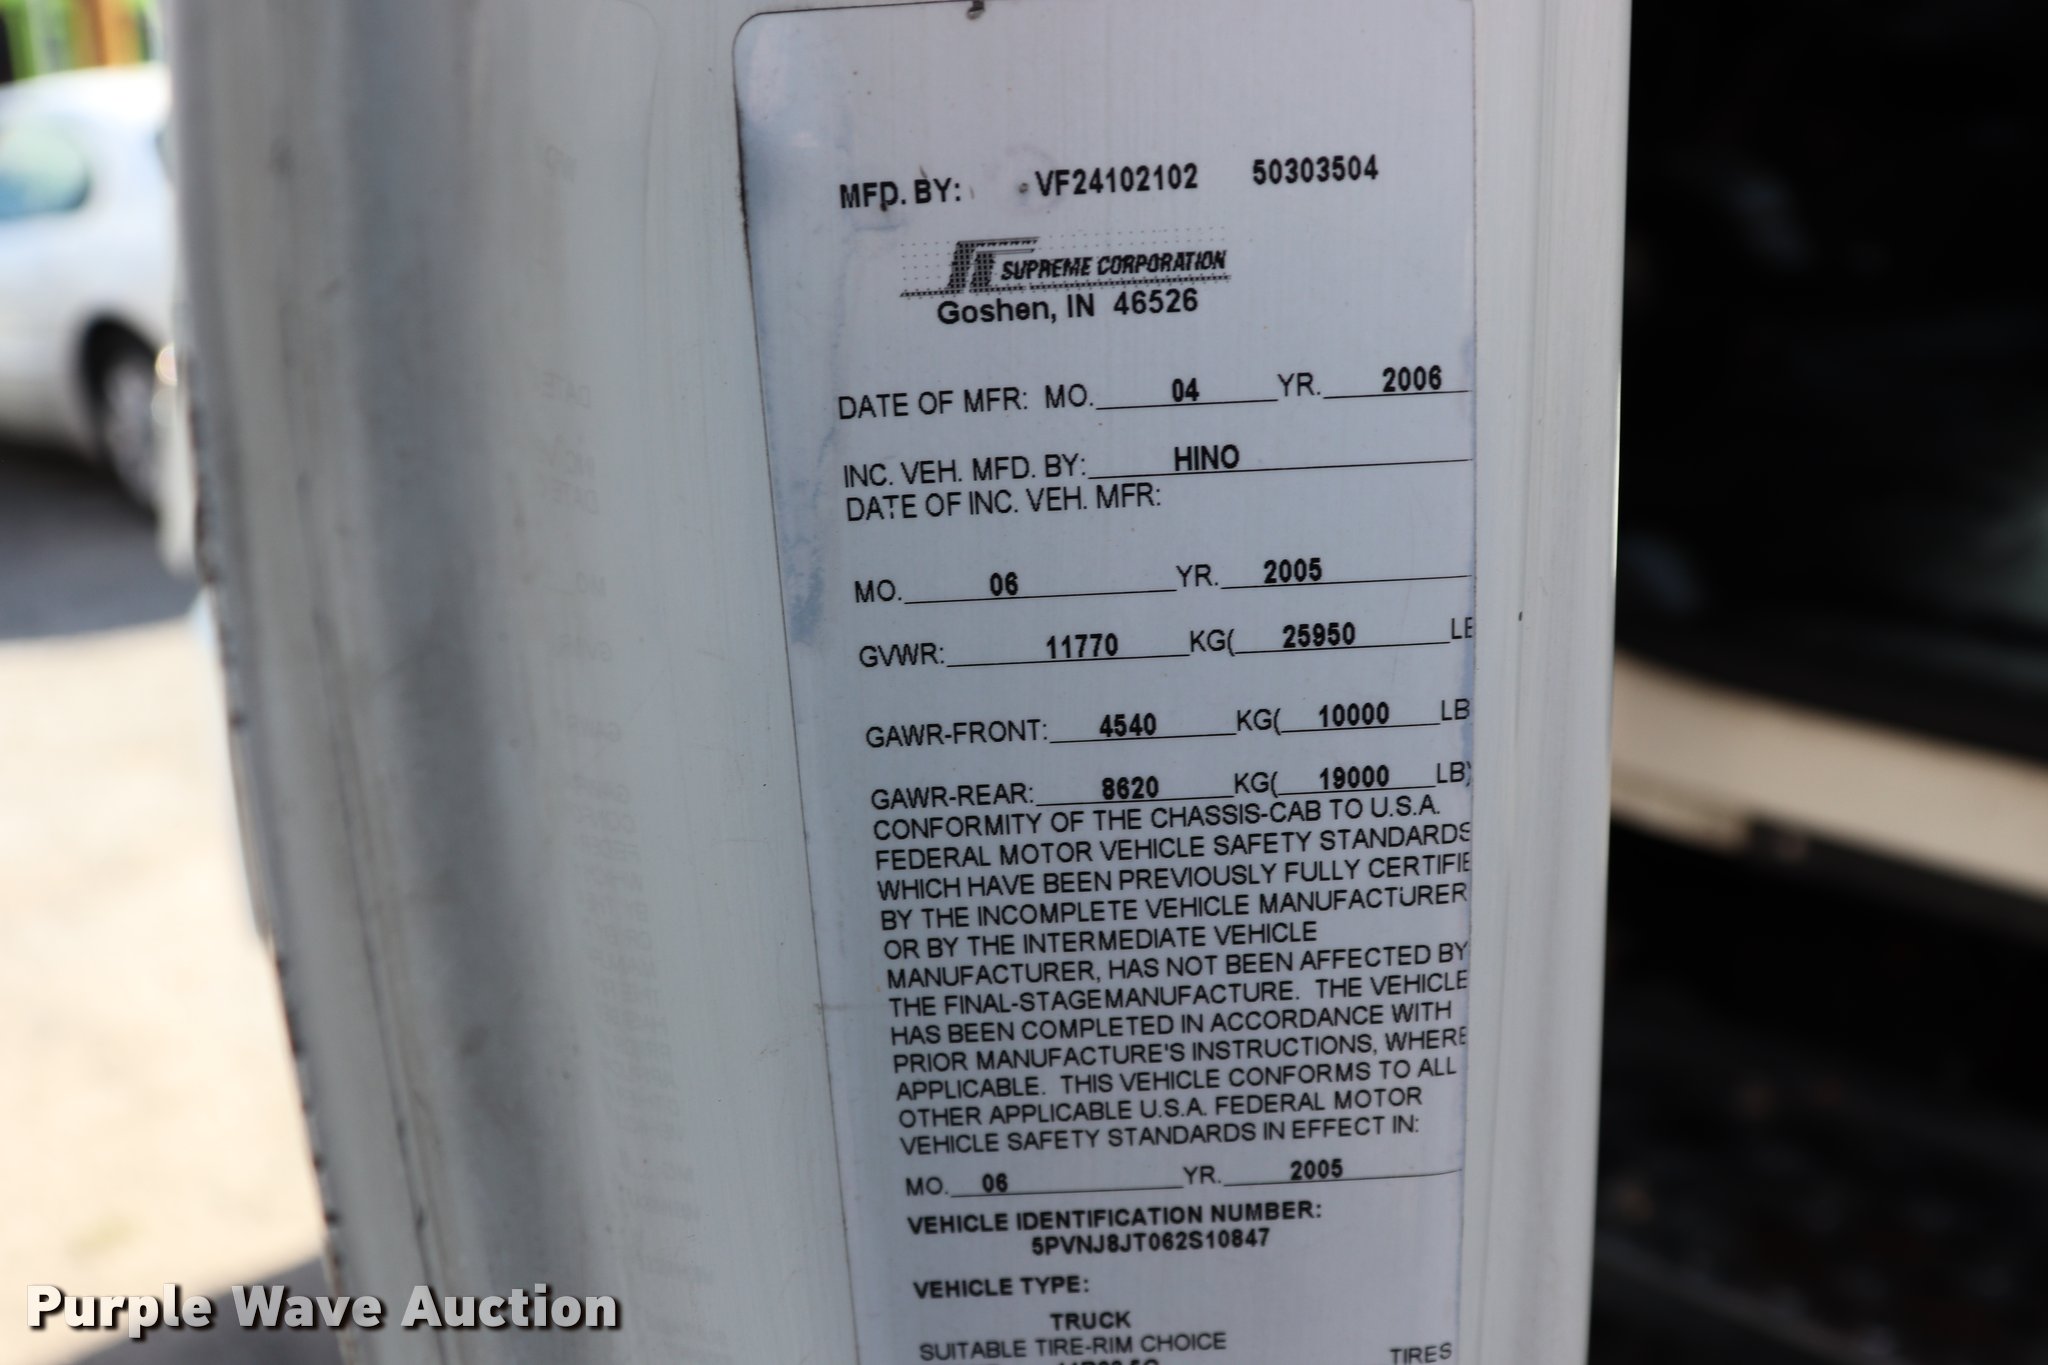 MFD. BY: VF24102102 50303504
SUPREME CORPORATION
Goshen, IN 46526
DATE OF MFR: MO. 04 YR. 2006
INC. VEH. MFD. BY: HINO
DATE OF INC. VEH. MFR:
MO. 06 YR. 2005
GVWR: 11770 KG( 25950 LB
GAWR-FRONT: 4540 KG( 10000 LB
GAWR-REAR: 8620 KG( 19000 LB)
CONFORMITY OF THE CHASSIS-CAB TO U.S.A.
FEDERAL MOTOR VEHICLE SAFETY STANDARDS
WHICH HAVE BEEN PREVIOUSLY FULLY CERTIFIE
BY THE INCOMPLETE VEHICLE MANUFACTURER
OR BY THE INTERMEDIATE VEHICLE
MANUFACTURER, HAS NOT BEEN AFFECTED BY
THE FINAL-STAGE MANUFACTURE. THE VEHICLE
HAS BEEN COMPLETED IN ACCORDANCE WITH
PRIOR MANUFACTURE'S INSTRUCTIONS, WHERE
APPLICABLE. THIS VEHICLE CONFORMS TO ALL
OTHER APPLICABLE U.S.A. FEDERAL MOTOR
VEHICLE SAFETY STANDARDS IN EFFECT IN:
MO. 06 YR. 2005
VEHICLE IDENTIFICATION NUMBER:
5PVNJ8JT062S10847
VEHICLE TYPE:
TRUCK
SUITABLE TIRE-RIM CHOICE
TIRES
Purple Wave Auction